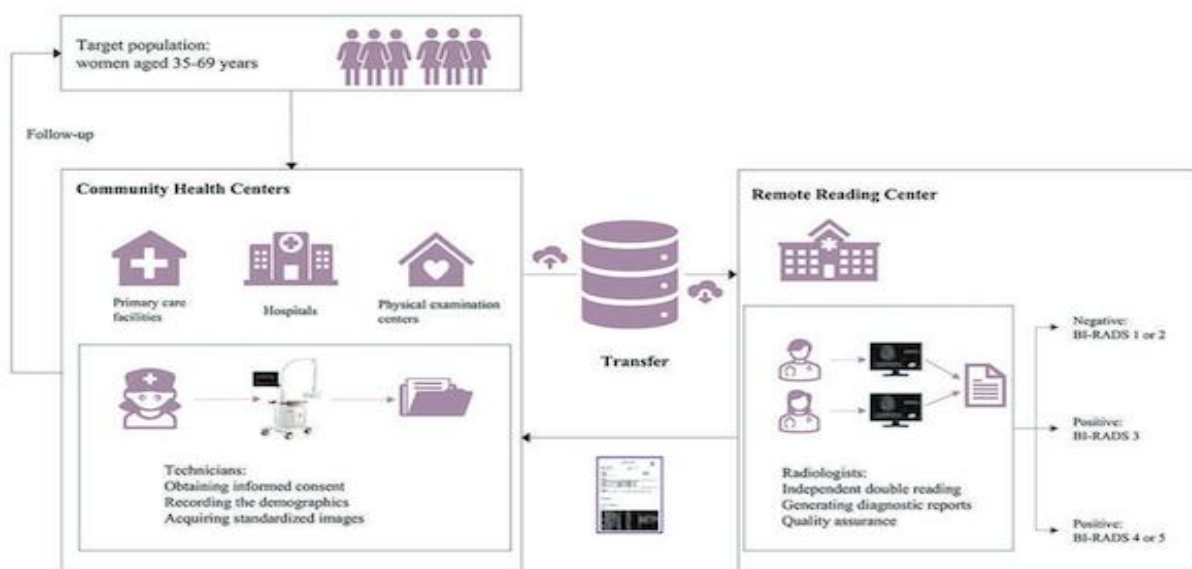 Target population:
women aged 35-69 years
Follow-up
Community Health Centers
Primary care
facilities
Hospitals
Physical examination
centers
Technicians:
Obtaining informed consent
Recording the demographics
Acquiring standardized images
Transfer
Remote Reading Center
Radiologists:
Independent double reading
Generating diagnostic reports
Quality assurance
Negative:
BI-RADS 1 or 2
Positive:
BI-RADS 3
Positive:
BI-RADS 4 or 5